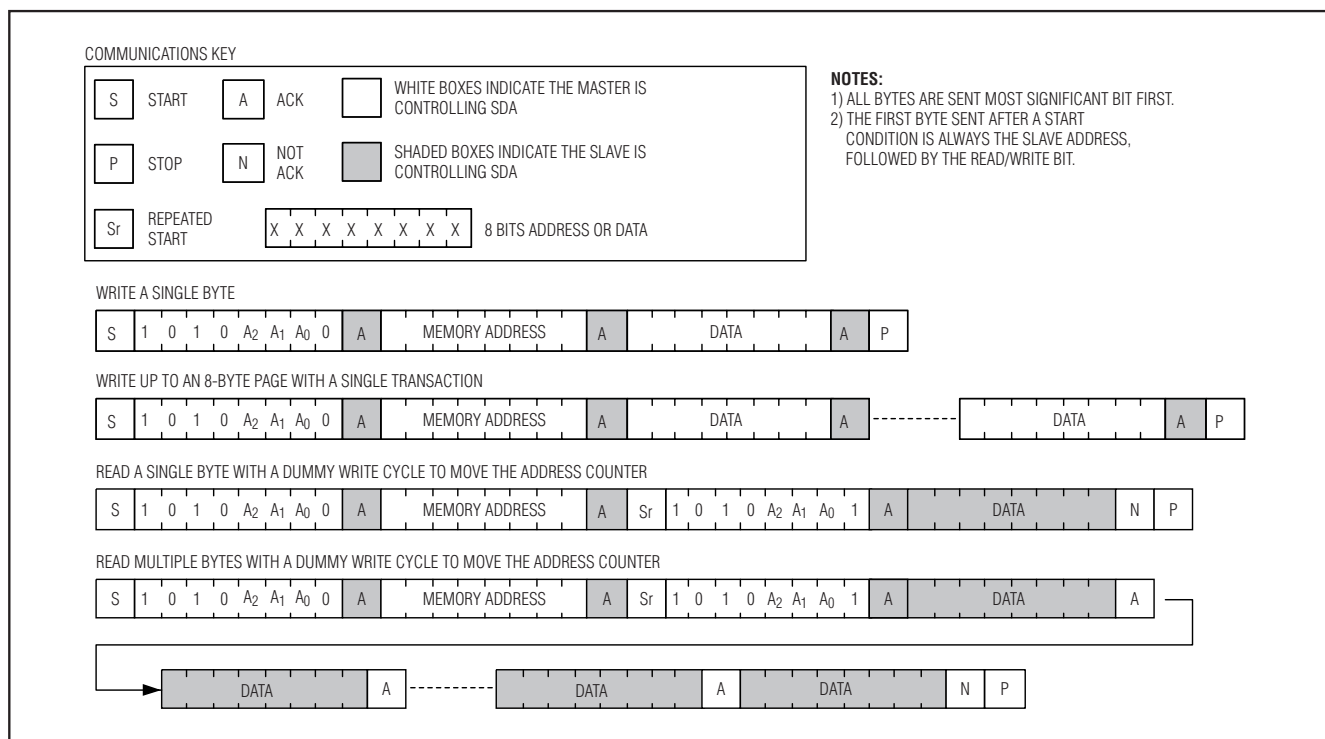 COMMUNICATIONS KEY
S START A ACK WHITE BOXES INDICATE THE MASTER IS
CONTROLLING SDA
P STOP N NOT
ACK SHADED BOXES INDICATE THE SLAVE IS
CONTROLLING SDA
Sr REPEATED
START X X X X X X X X 8 BITS ADDRESS OR DATA
NOTES:
1) ALL BYTES ARE SENT MOST SIGNIFICANT BIT FIRST.
2) THE FIRST BYTE SENT AFTER A START
CONDITION IS ALWAYS THE SLAVE ADDRESS,
FOLLOWED BY THE READ/WRITE BIT.
WRITE A SINGLE BYTE
S 1 0 1 0 A2 A1 A0 0 A MEMORY ADDRESS A DATA A P
WRITE UP TO AN 8-BYTE PAGE WITH A SINGLE TRANSACTION
S 1 0 1 0 A2 A1 A0 0 A MEMORY ADDRESS A DATA A DATA A P
READ A SINGLE BYTE WITH A DUMMY WRITE CYCLE TO MOVE THE ADDRESS COUNTER
S 1 0 1 0 A2 A1 A0 0 A MEMORY ADDRESS A Sr 1 0 1 0 A2 A1 A0 1 A DATA N P
READ MULTIPLE BYTES WITH A DUMMY WRITE CYCLE TO MOVE THE ADDRESS COUNTER
S 1 0 1 0 A2 A1 A0 0 A MEMORY ADDRESS A Sr 1 0 1 0 A2 A1 A0 1 A DATA A
DATA A DATA A DATA N P